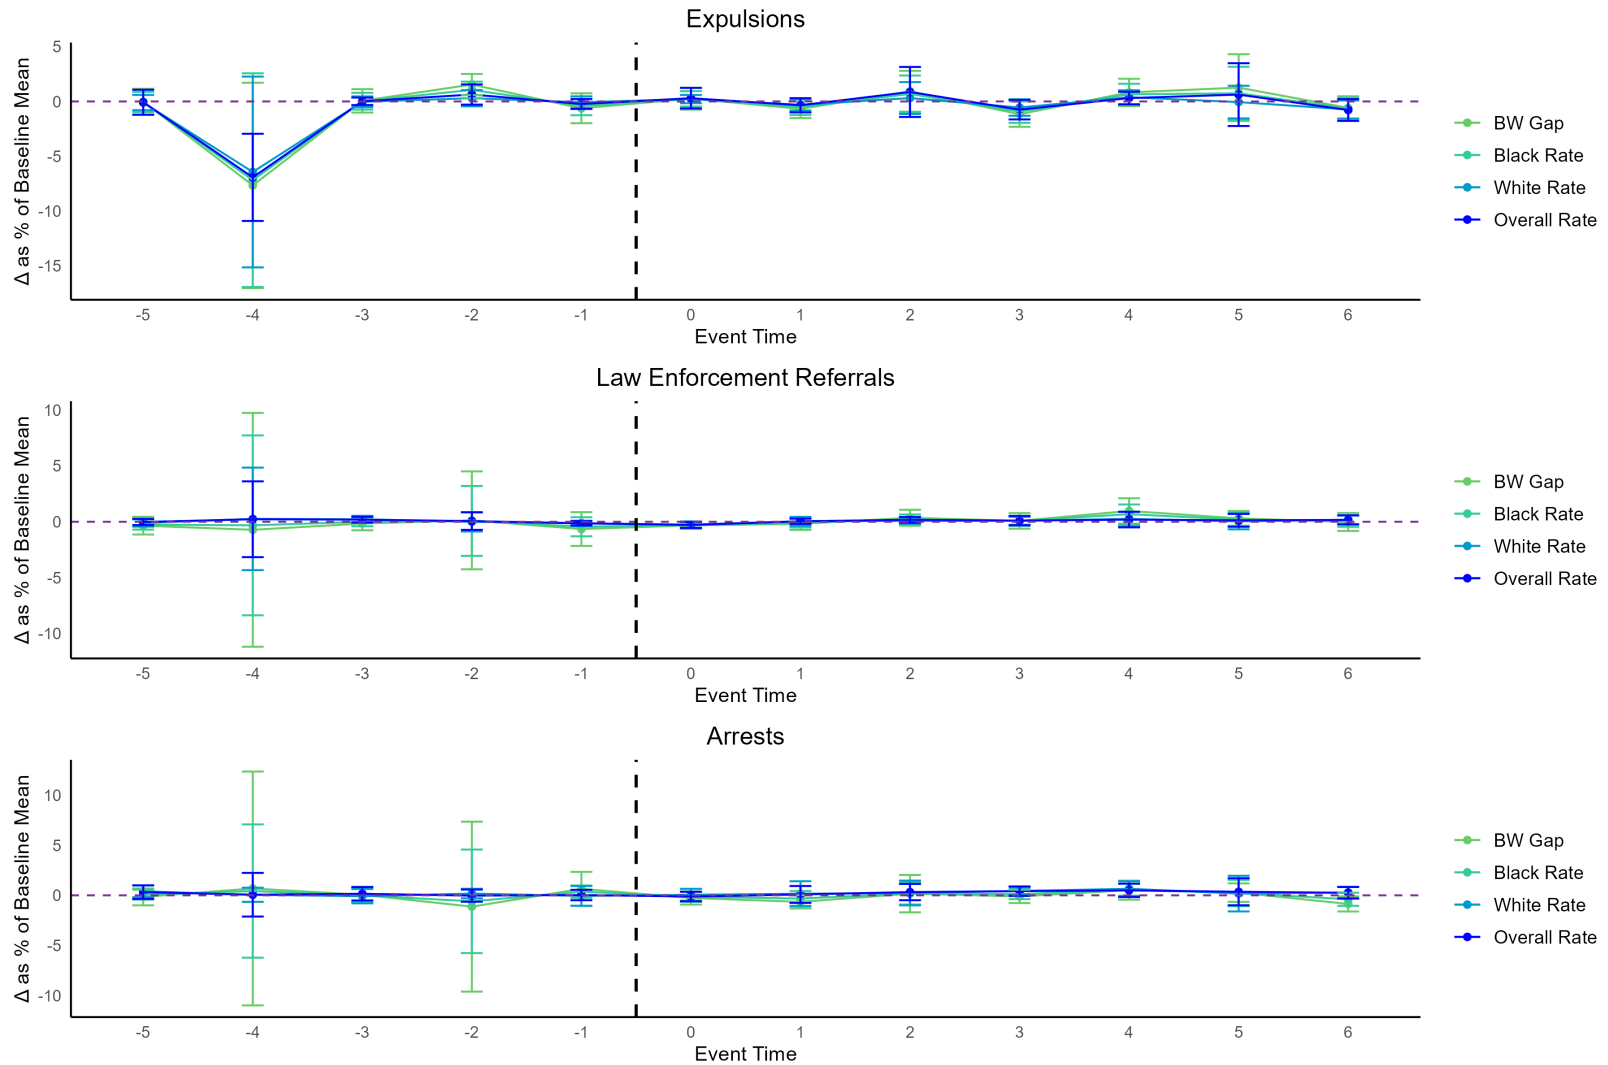 Expulsions
Δ as % of Baseline Mean
5
0
-5
-10
-15
-5 -4 -3 -2 -1 0 1 2 3 4 5 6
Event Time
BW Gap
Black Rate
White Rate
Overall Rate
Law Enforcement Referrals
Δ as % of Baseline Mean
10
5
0
-5
-10
-5 -4 -3 -2 -1 0 1 2 3 4 5 6
Event Time
BW Gap
Black Rate
White Rate
Overall Rate
Arrests
Δ as % of Baseline Mean
10
5
0
-5
-10
-5 -4 -3 -2 -1 0 1 2 3 4 5 6
Event Time
BW Gap
Black Rate
White Rate
Overall Rate